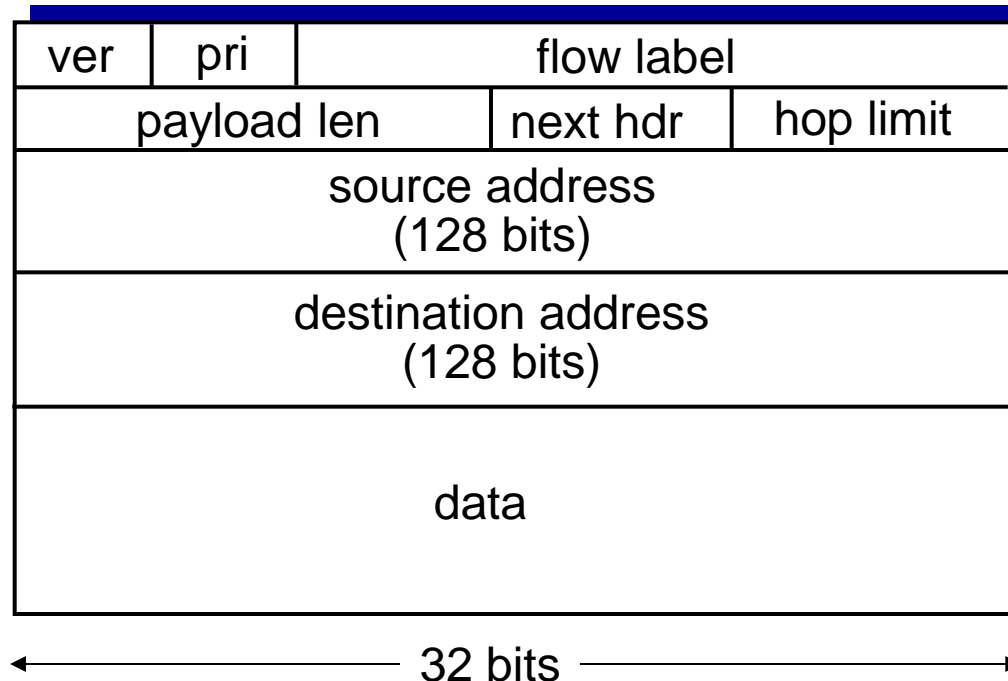 ver pri flow label
payload len next hdr hop limit
source address
(128 bits)
destination address
(128 bits)
data
32 bits